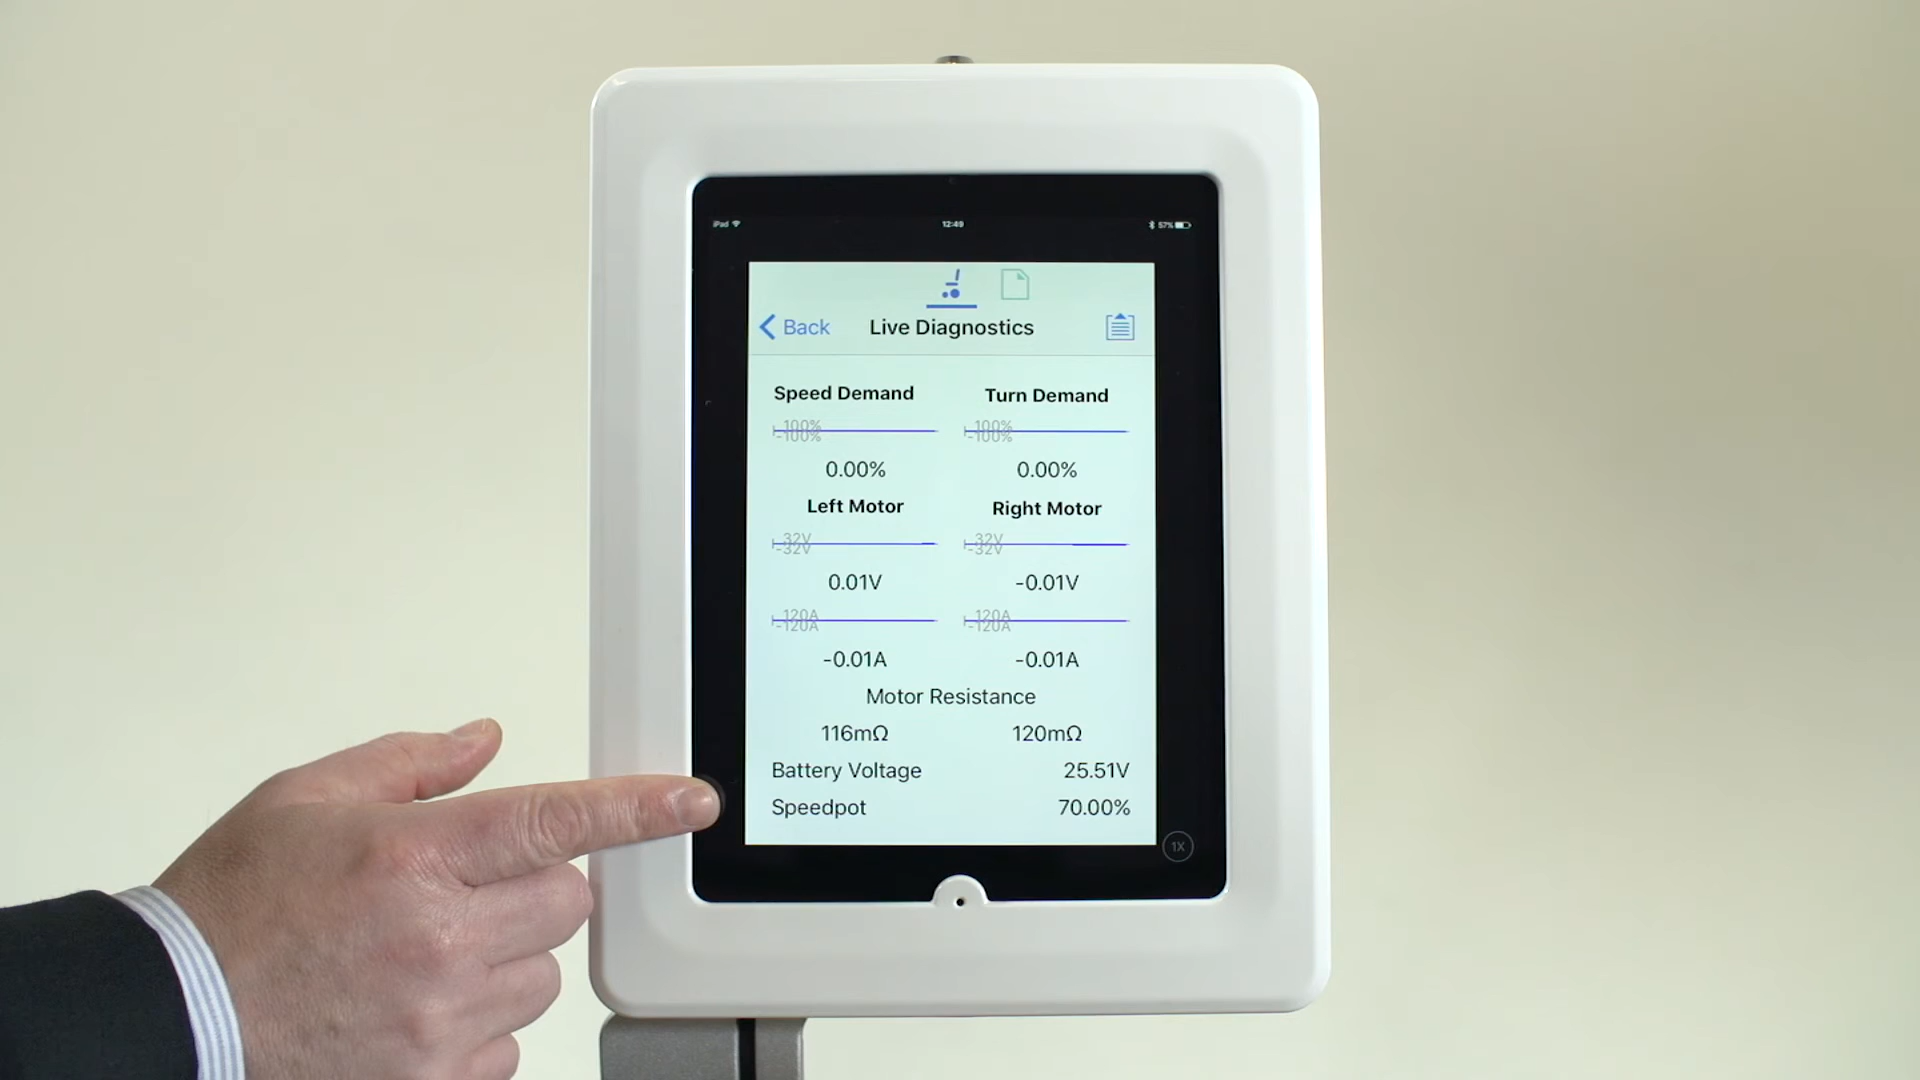 iPad 12:49 57%
Back Live Diagnostics
Speed Demand Turn Demand
100% 100%
-100% -100%
0.00% 0.00%
Left Motor Right Motor
32V 32V
-32V -32V
0.01V -0.01V
120A 120A
-120A -120A
-0.01A -0.01A
Motor Resistance
116mΩ 120mΩ
Battery Voltage 25.51V
Speedpot 70.00%
1X